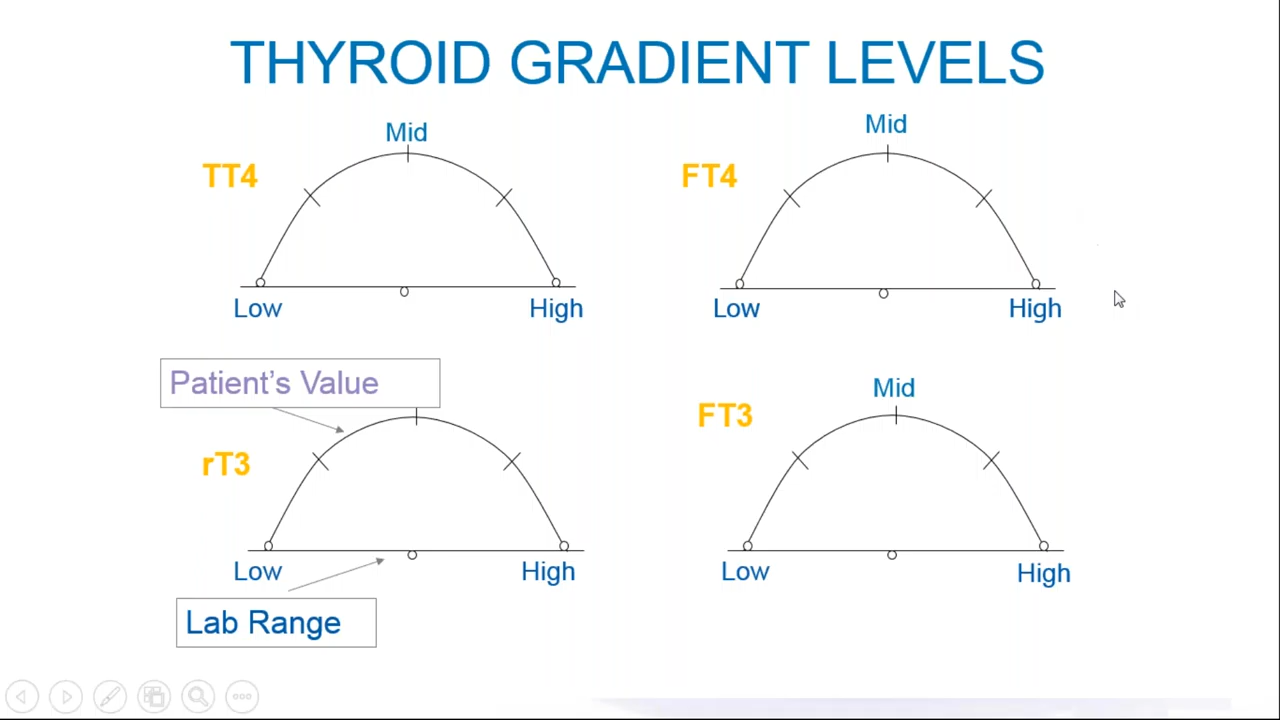 THYROID GRADIENT LEVELS
Mid
TT4
Low
High
Mid
FT4
Low
High
Patient's Value
rT3
Low
High
Lab Range
Mid
FT3
Low
High